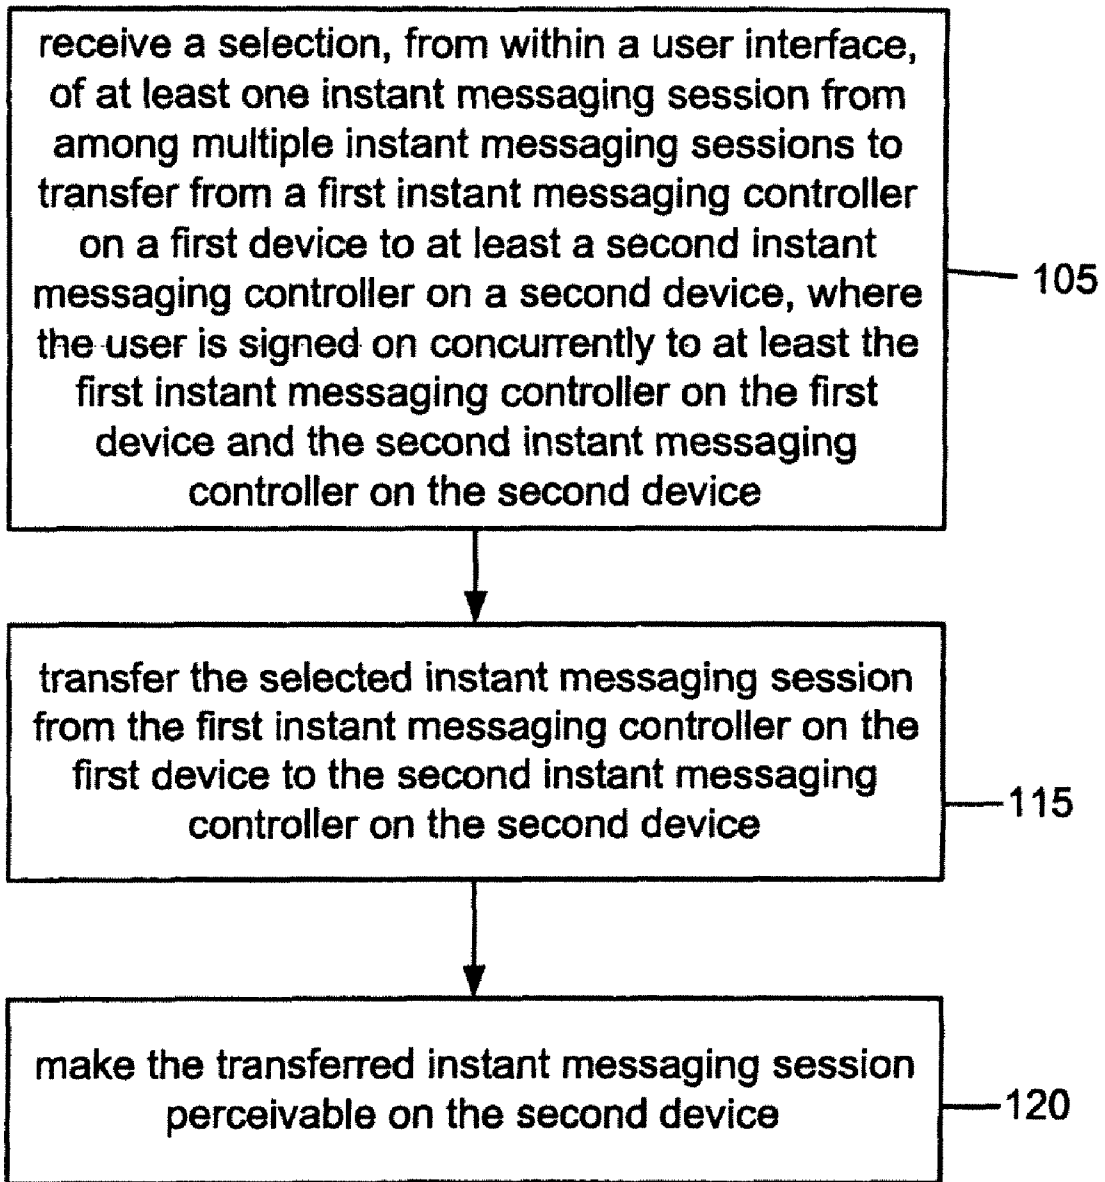 receive a selection, from within a user interface,
of at least one instant messaging session from
among multiple instant messaging sessions to
transfer from a first instant messaging controller
on a first device to at least a second instant
messaging controller on a second device, where
the user is signed on concurrently to at least the
first instant messaging controller on the first
device and the second instant messaging
controller on the second device
105
transfer the selected instant messaging session
from the first instant messaging controller on the
first device to the second instant messaging
controller on the second device
115
make the transferred instant messaging session
perceivable on the second device
120